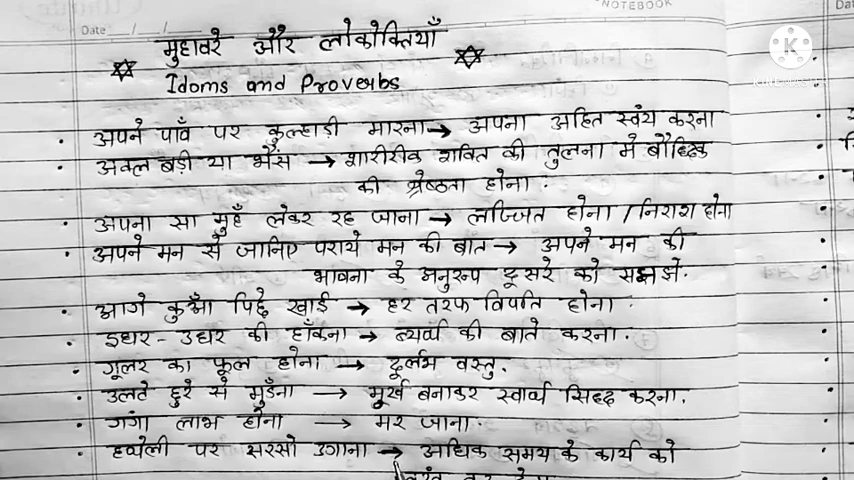 NOTEBOOK
Date / /
मुहावरे और लोकोक्तियाँ
Idoms and Proverbs
K
· अपने पाँव पर कुल्हाड़ी मारना → अपना अहित स्वंय करना
· अक्ल बड़ी या भैंस → शारीरीक शक्ति की तुलना मे बौद्धिक
की श्रेष्ठता होना.
· अपना सा मुहँ लेकर रह जाना → लज्जित होना / निराश होना
· अपने मन से जानिए पराये मन की बात → अपने मन की
भावना के अनुरूप दूसरे को समझे.
· आगे कुआँ पिछे खाई → हर तरफ विपति होना.
· इधर - उधर की हाँकना → व्यर्थ की बाते करना.
· गूलर का फूल होना → दुर्लभ वस्तु.
· उलते छुरे से मुडँना → मूर्ख बनाकर स्वार्थ सिद्द करना.
· गंगा लाभ होना → मर जाना.
· हथेली पर सरसो उगाना → अधिक समय के कार्य को